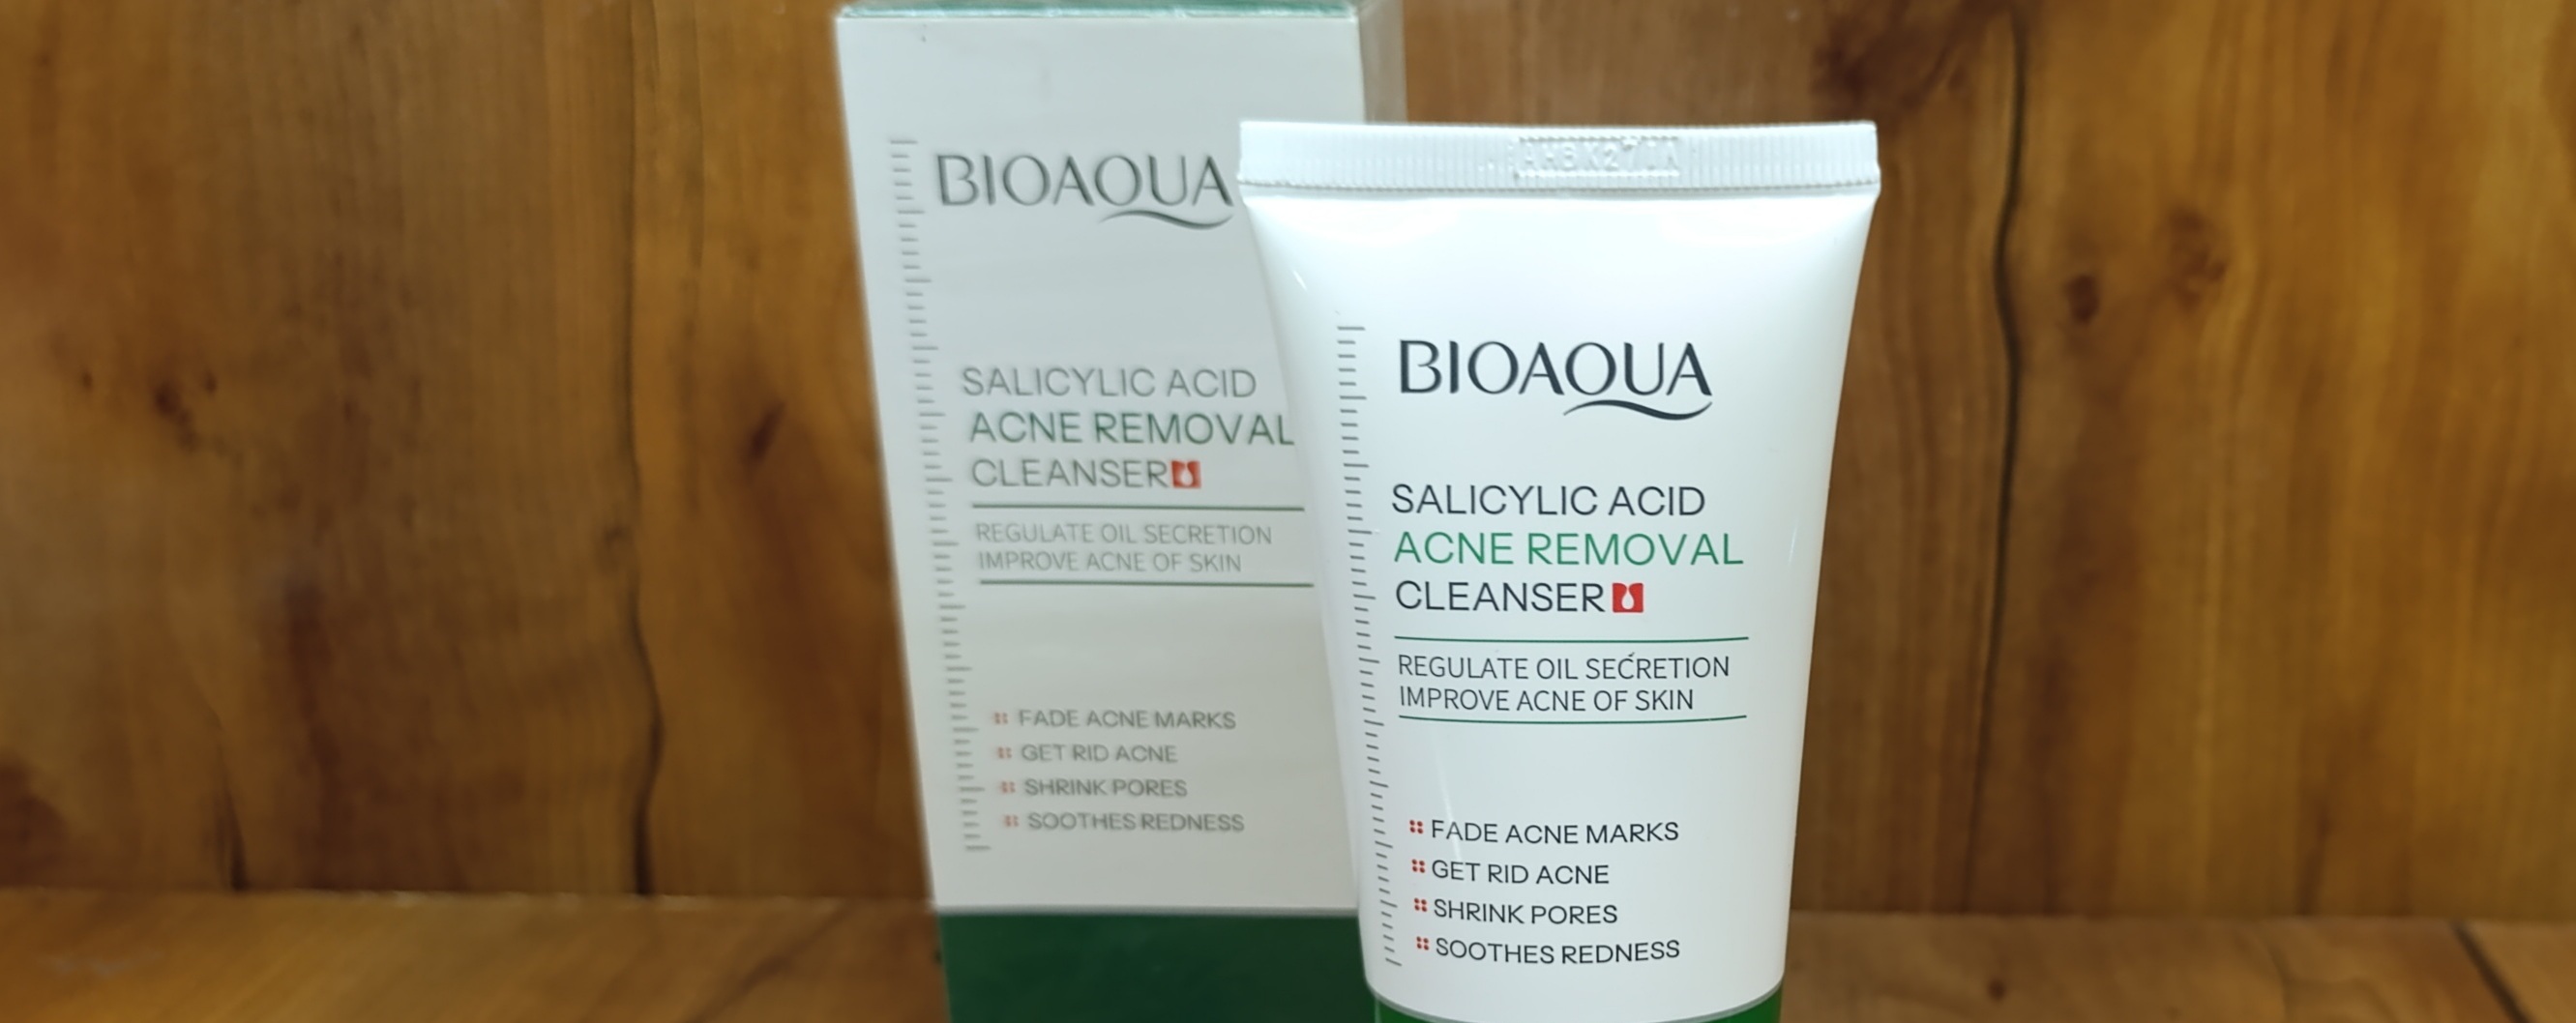 BIOAQUA
SALICYLIC ACID
ACNE REMOVAL
CLEANSER
REGULATE OIL SECRETION
IMPROVE ACNE OF SKIN
FADE ACNE MARKS
GET RID ACNE
SHRINK PORES
SOOTHES REDNESS
BIOAQUA
SALICYLIC ACID
ACNE REMOVAL
CLEANSER
REGULATE OIL SECRETION
IMPROVE ACNE OF SKIN
FADE ACNE MARKS
GET RID ACNE
SHRINK PORES
SOOTHES REDNESS